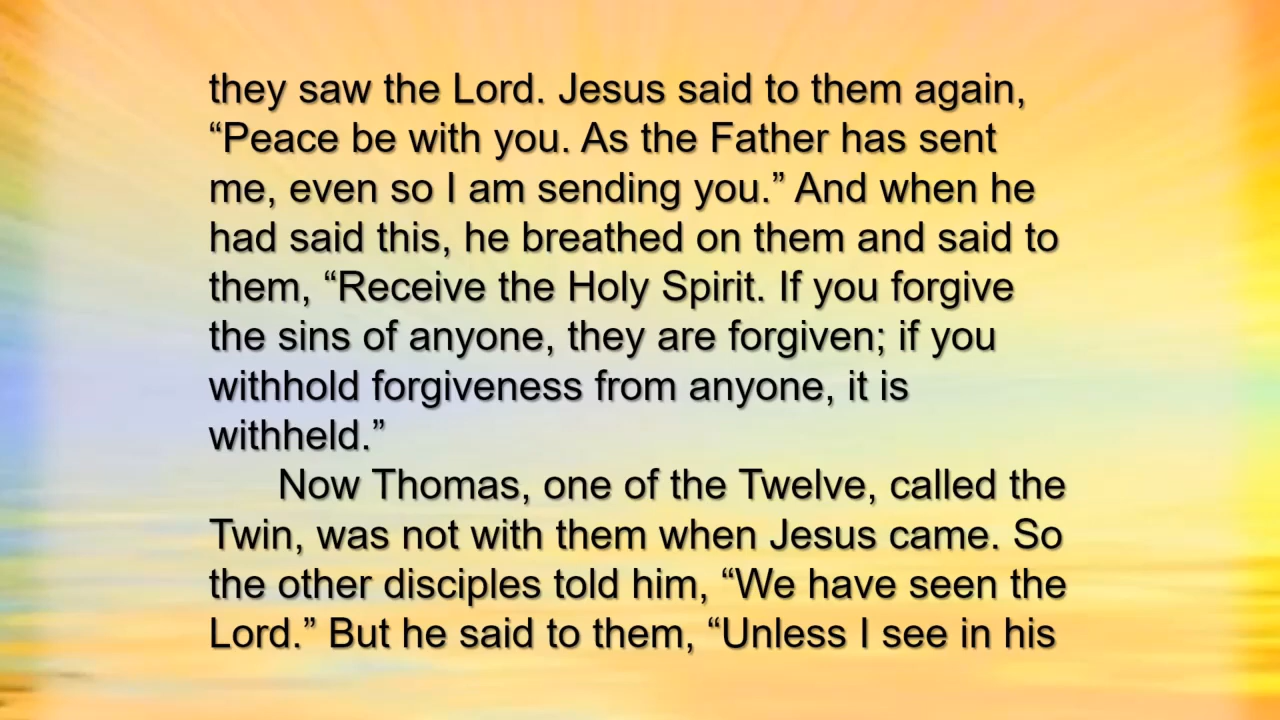 they saw the Lord. Jesus said to them again,
“Peace be with you. As the Father has sent
me, even so I am sending you.” And when he
had said this, he breathed on them and said to
them, “Receive the Holy Spirit. If you forgive
the sins of anyone, they are forgiven; if you
withhold forgiveness from anyone, it is
withheld.”
Now Thomas, one of the Twelve, called the
Twin, was not with them when Jesus came. So
the other disciples told him, “We have seen the
Lord.” But he said to them, “Unless I see in his